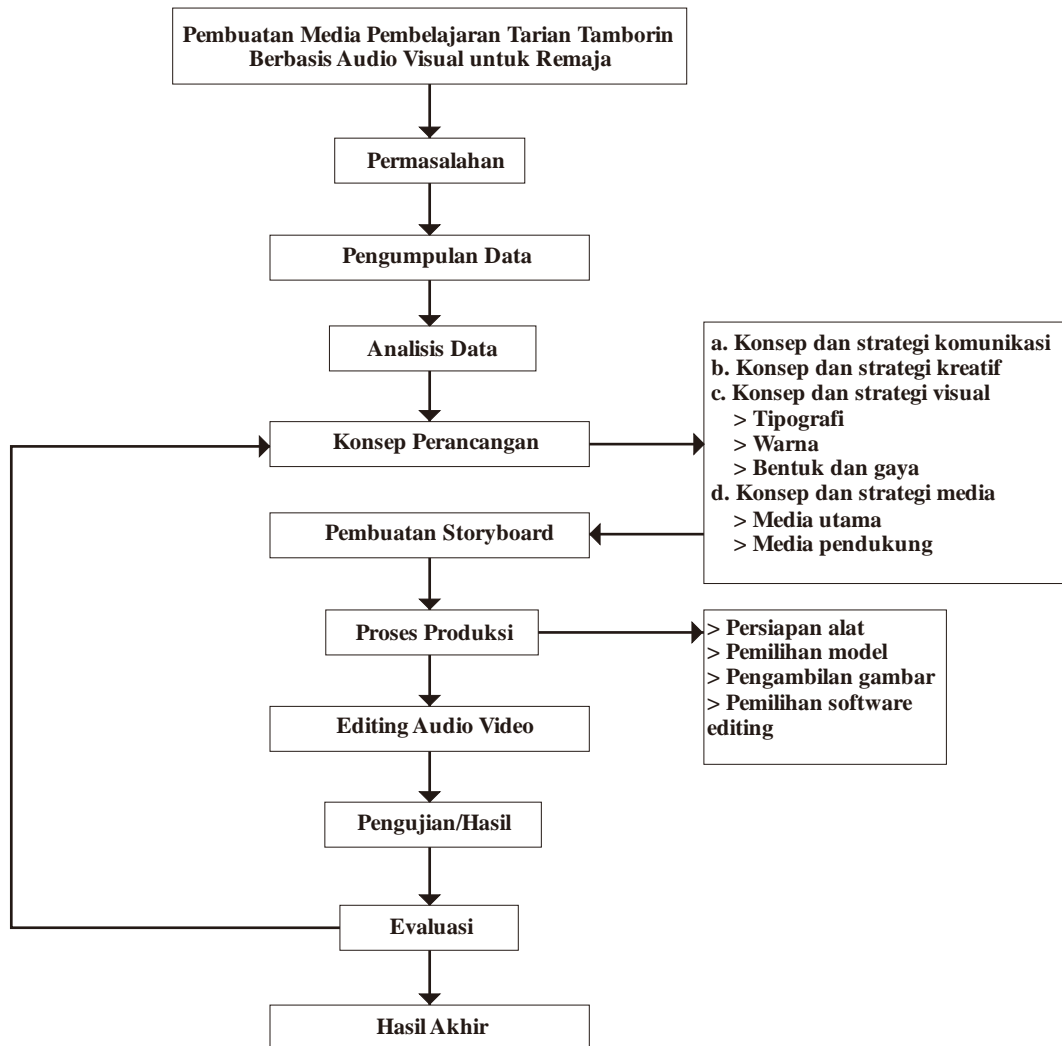 Pembuatan Media Pembelajaran Tarian Tamborin
Berbasis Audio Visual untuk Remaja
Permasalahan
Pengumpulan Data
Analisis Data
Konsep Perancangan
a. Konsep dan strategi komunikasi
b. Konsep dan strategi kreatif
c. Konsep dan strategi visual
> Tipografi
> Warna
> Bentuk dan gaya
d. Konsep dan strategi media
> Media utama
> Media pendukung
Pembuatan Storyboard
Proses Produksi
> Persiapan alat
> Pemilihan model
> Pengambilan gambar
> Pemilihan software
editing
Editing Audio Video
Pengujian/Hasil
Evaluasi
Hasil Akhir